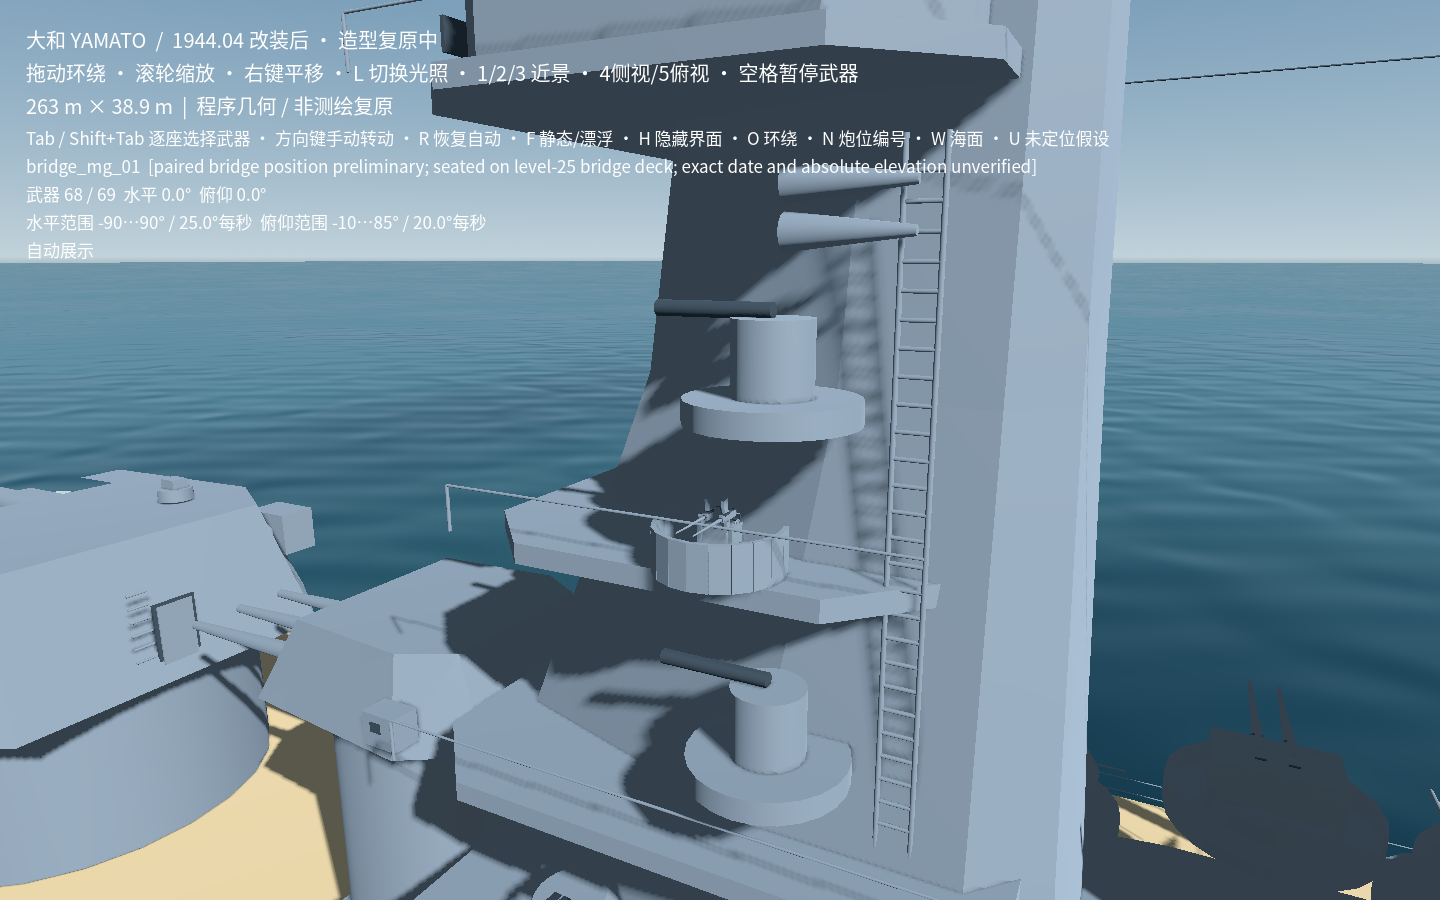 大和 YAMATO / 1944.04 改装后 · 造型复原中
拖动环绕 · 滚轮缩放 · 右键平移 · L 切换光照 · 1/2/3 近景 · 4侧视/5俯视 · 空格暂停武器
263 m × 38.9 m | 程序几何 / 非测绘复原
Tab / Shift+Tab 逐座选择武器 · 方向键手动转动 · R 恢复自动 · F 静态/漂浮 · H 隐藏界面 · O 环绕 · N 炮位编号 · W 海面 · U 未定位假设
bridge_mg_01 [paired bridge position preliminary; seated on level-25 bridge deck; exact date and absolute elevation unverified]
武器 68 / 69 水平 0.0° 俯仰 0.0°
水平范围 -90…90° / 25.0°每秒 俯仰范围 -10…85° / 20.0°每秒
自动展示